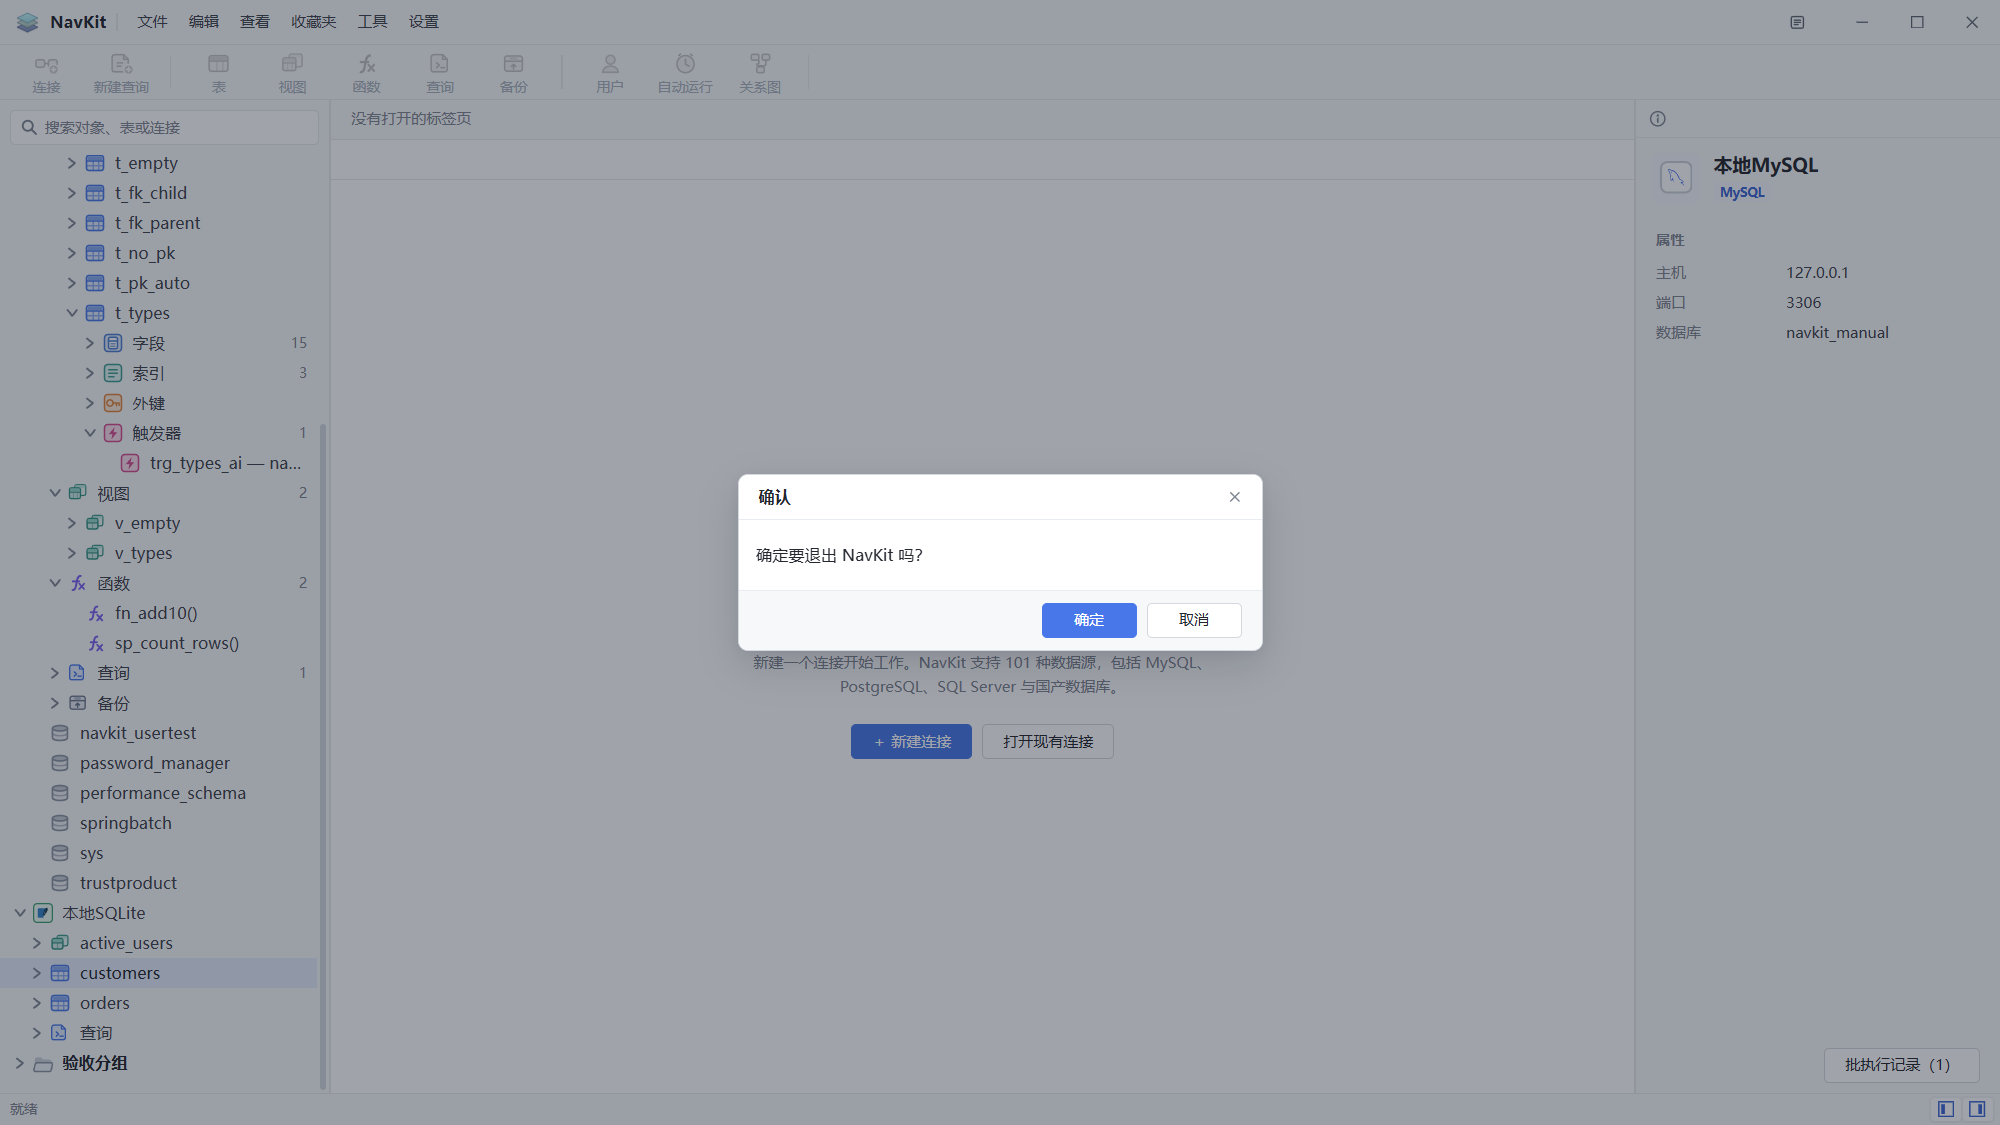 NavKit
文件 编辑 查看 收藏夹 工具 设置
连接 新建查询 表 视图 函数 查询 备份 用户 自动运行 关系图
搜索对象、表或连接
t_empty
t_fk_child
t_fk_parent
t_no_pk
t_pk_auto
t_types
字段 15
索引 3
外键
触发器 1
trg_types_ai — na...
视图 2
v_empty
v_types
函数 2
fn_add10()
sp_count_rows()
查询 1
备份
navkit_usertest
password_manager
performance_schema
springbatch
sys
trustproduct
本地SQLite
active_users
customers
orders
查询
验收分组
就绪
没有打开的标签页
确认
确定要退出 NavKit 吗?
确定 取消
新建一个连接开始工作。NavKit 支持 101 种数据源，包括 MySQL、
PostgreSQL、SQL Server 与国产数据库。
+ 新建连接 打开现有连接
本地MySQL
MySQL
属性
主机 127.0.0.1
端口 3306
数据库 navkit_manual
批执行记录（1）